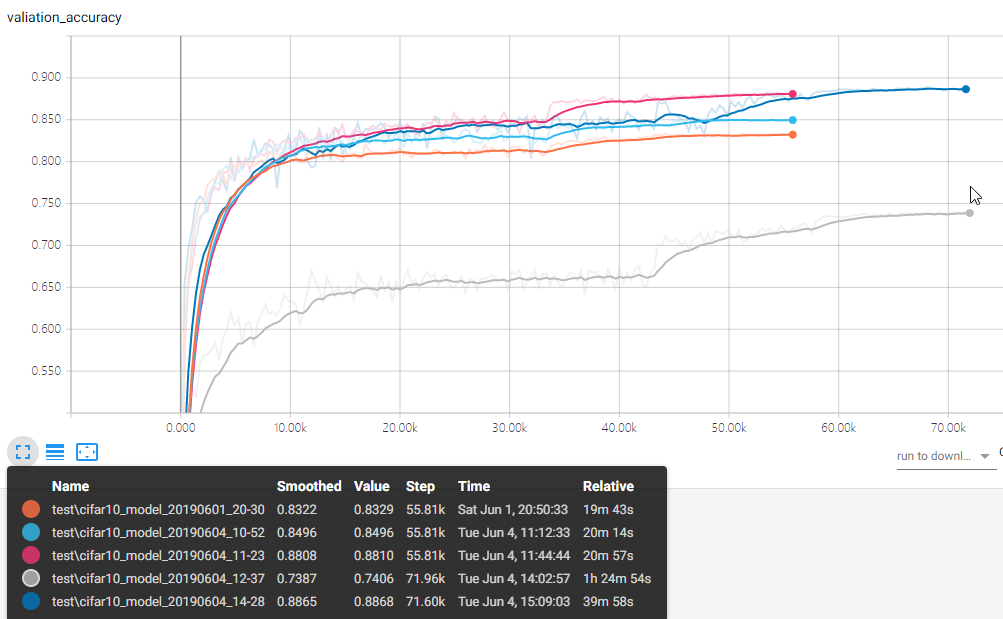 valiation_accuracy
0.900
0.850
0.800
0.750
0.700
0.650
0.600
0.550
0.000 10.00k 20.00k 30.00k 40.00k 50.00k 60.00k 70.00k
run to downl...
Name Smoothed Value Step Time Relative
test\cifar10_model_20190601_20-30 0.8322 0.8329 55.81k Sat Jun 1, 20:50:33 19m 43s
test\cifar10_model_20190604_10-52 0.8496 0.8496 55.81k Tue Jun 4, 11:12:33 20m 14s
test\cifar10_model_20190604_11-23 0.8808 0.8810 55.81k Tue Jun 4, 11:44:44 20m 57s
test\cifar10_model_20190604_12-37 0.7387 0.7406 71.96k Tue Jun 4, 14:02:57 1h 24m 54s
test\cifar10_model_20190604_14-28 0.8865 0.8868 71.60k Tue Jun 4, 15:09:03 39m 58s